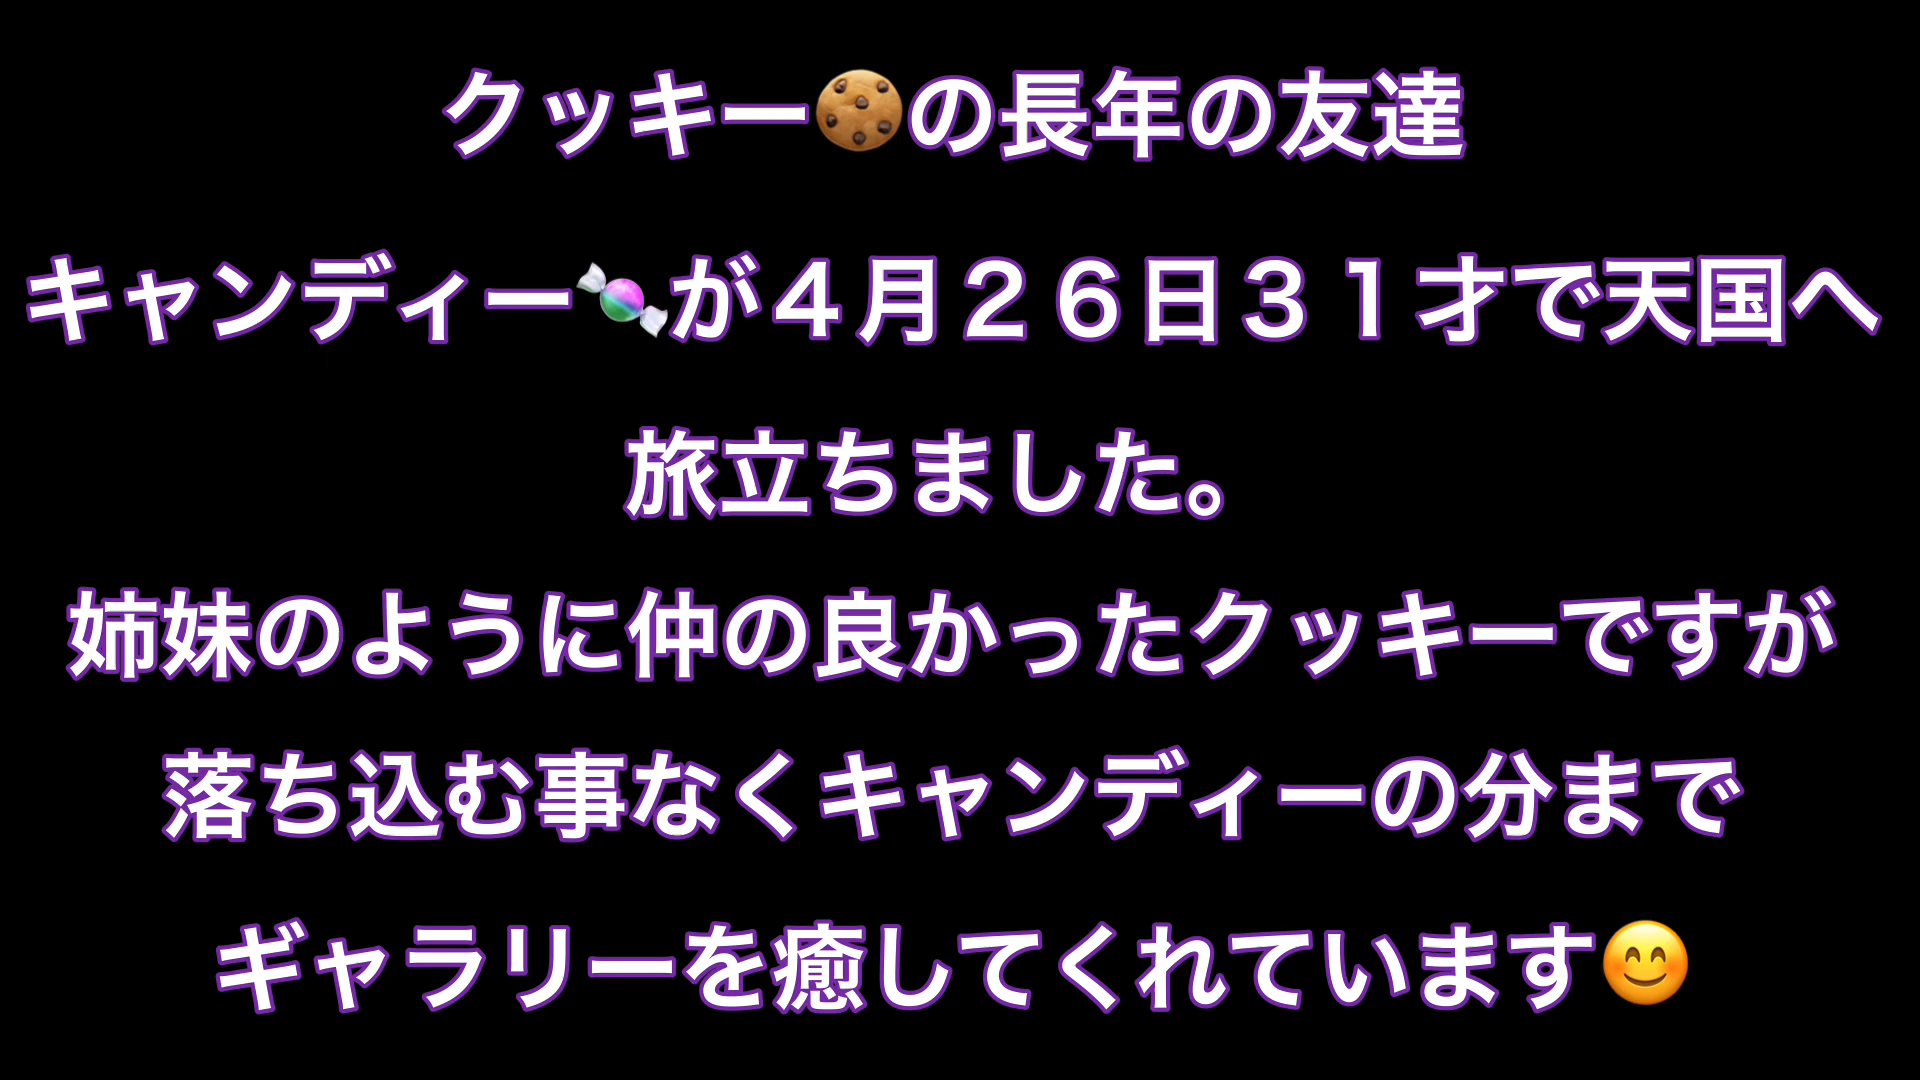 クッキー🍪の長年の友達
キャンディー🍬が４月２６日３１才で天国へ
旅立ちました。
姉妹のように仲の良かったクッキーですが
落ち込む事なくキャンディーの分まで
ギャラリーを癒してくれています😊